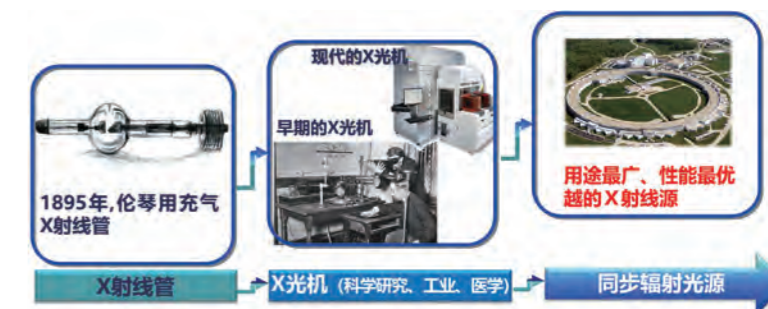 1895年,伦琴用充气
X射线管
现代的X光机
早期的X光机
用途最广、性能最优
越的X射线源
X射线管
X光机 (科学研究、工业、医学)
同步辐射光源